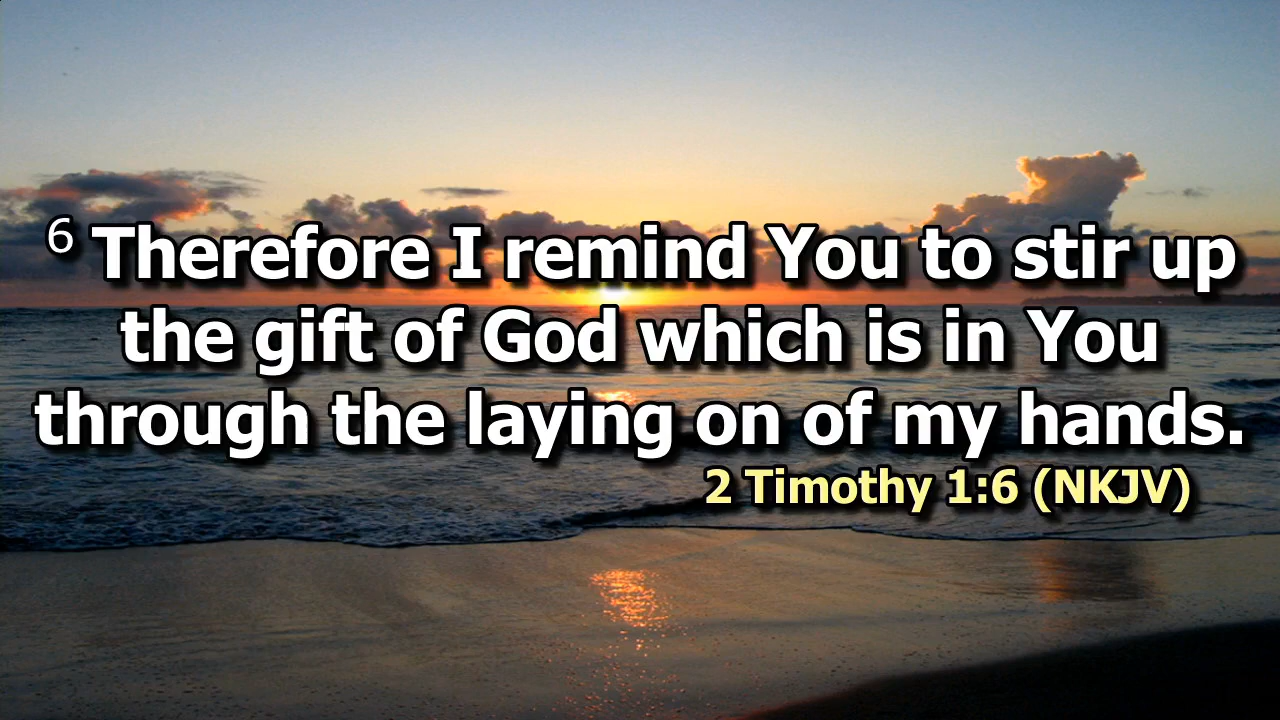 6 Therefore I remind You to stir up
the gift of God which is in You
through the laying on of my hands.
2 Timothy 1:6 (NKJV)